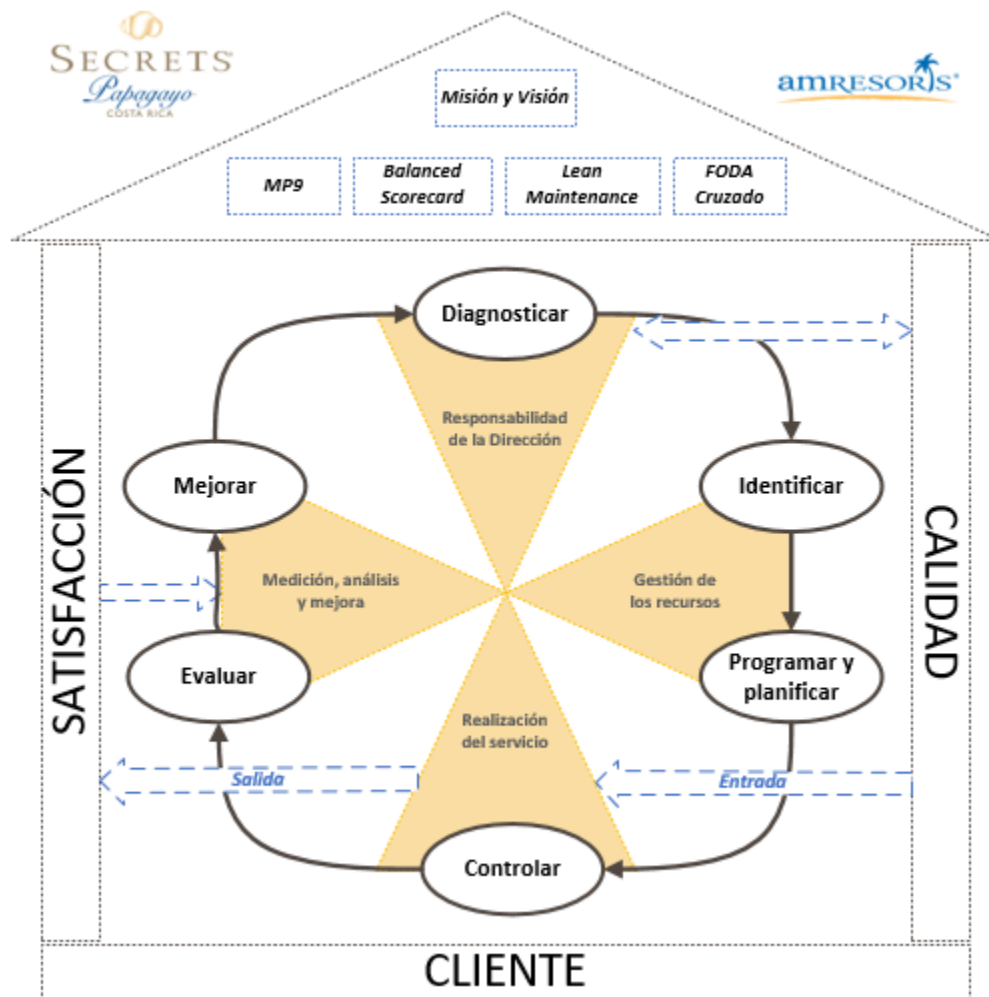 SECRETS
Papagayo
COSTA RICA
amRESORTS
Misión y Visión
MP9
Balanced
Scorecard
Lean
Maintenance
FODA
Cruzado
Diagnosticar
Responsabilidad
de la Dirección
Mejorar
Identificar
SATISFACCIÓN
CALIDAD
Medición, análisis
y mejora
Gestión de
los recursos
Evaluar
Programar y
planificar
Realización
del servicio
Salida
Entrada
Controlar
CLIENTE